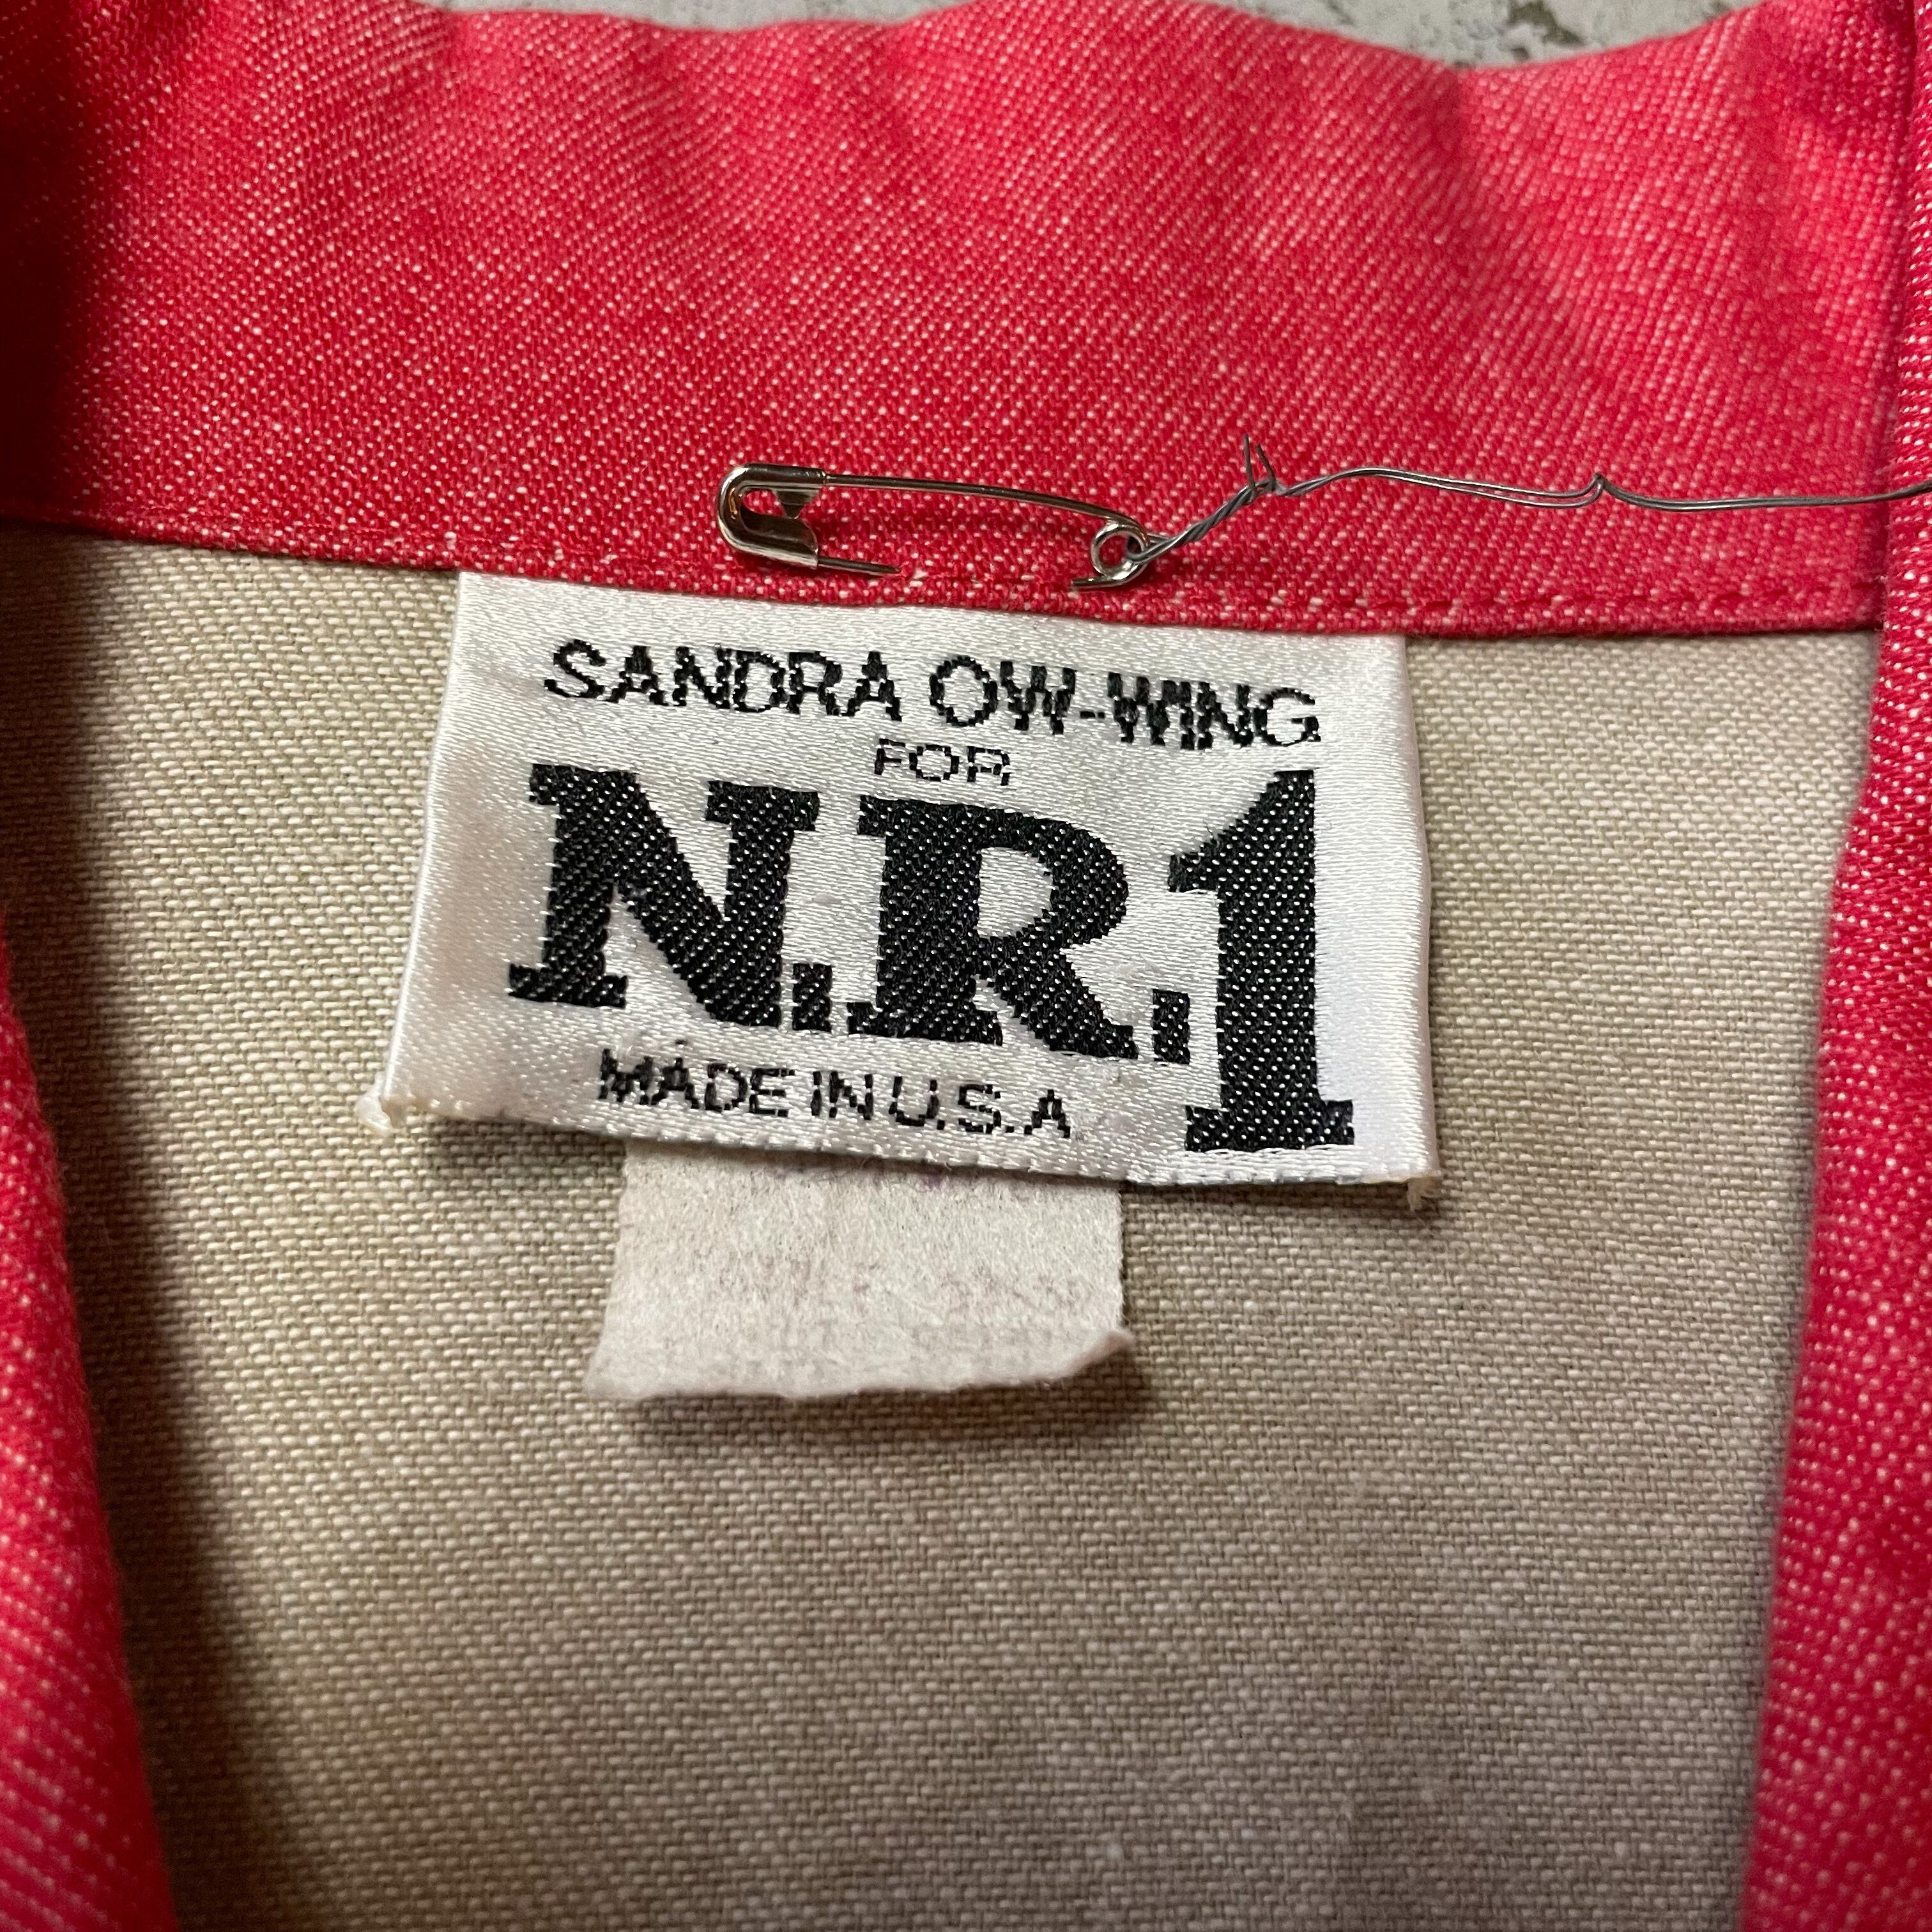 SANDRA OW-WING
FOR
N.R.1
MADE IN U.S.A